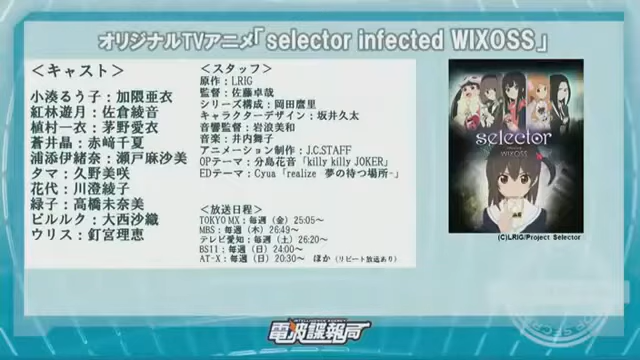 オリジナルTVアニメ「selector infected WIXOSS」
＜キャスト＞
小湊るう子：加隈亜衣
紅林遊月：佐倉綾音
植村一衣：茅野愛衣
蒼井晶：赤﨑千夏
浦添伊緒奈：瀬戸麻沙美
タマ：久野美咲
花代：川澄綾子
緑子：高橋未奈美
ピルルク：大西沙織
ウリス：釘宮理恵
＜スタッフ＞
原作：LRIG
監督：佐藤卓哉
シリーズ構成：岡田麿里
キャラクターデザイン：坂井久太
音響監督：岩浪美和
音楽：井内舞子
アニメーション制作：J.C.STAFF
OPテーマ：分島花音「killy killy JOKER」
EDテーマ：Cyua「realize　夢の待つ場所-」
＜放送日程＞
TOKYO MX：毎週（金）25:05～
MBS：毎週（木）26:49～
テレビ愛知：毎週（土）26:20～
BS11：毎週（日）24:00～
AT-X：毎週（日）20:30～　ほか（リピート放送あり）
selector
WIXOSS
(C)LRIG/Project Selector
INTELLIGENCE AGENCY
電波諜報局